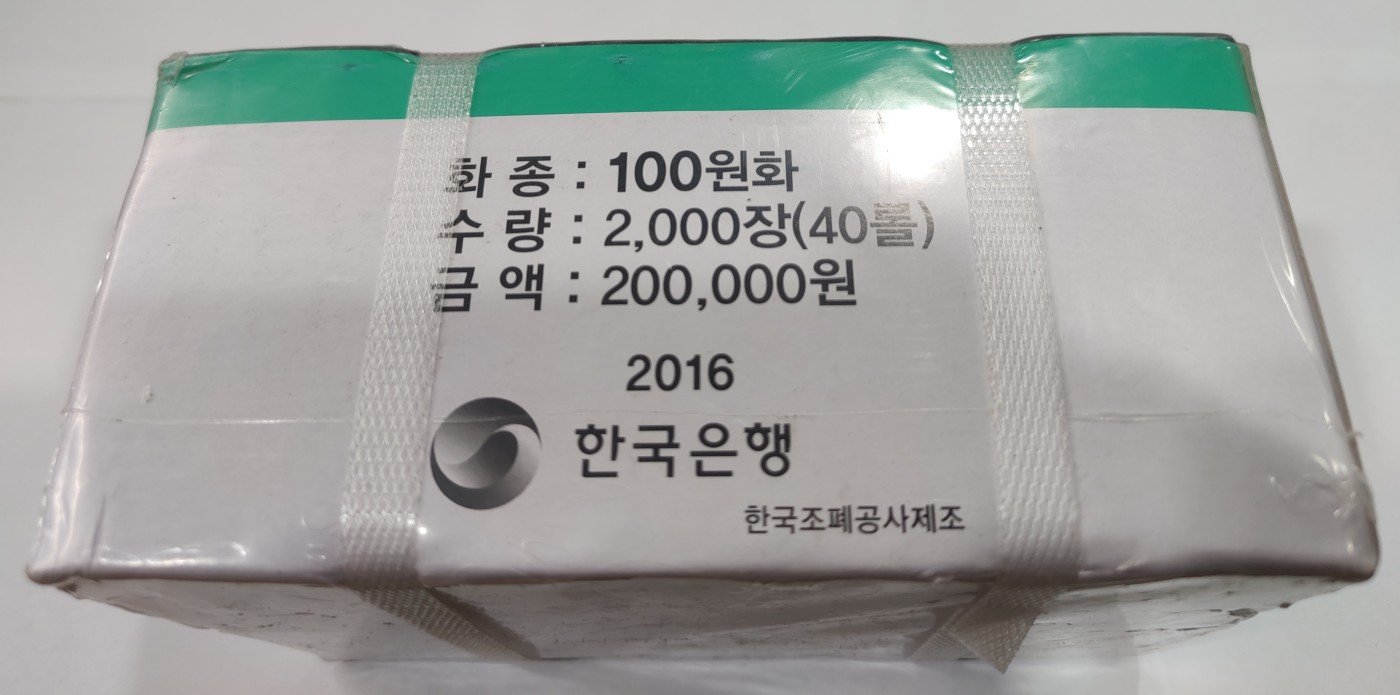 화 종 : 100원화
수 량 : 2,000장(40롤)
금 액 : 200,000원
2016
한국은행
한국조폐공사제조